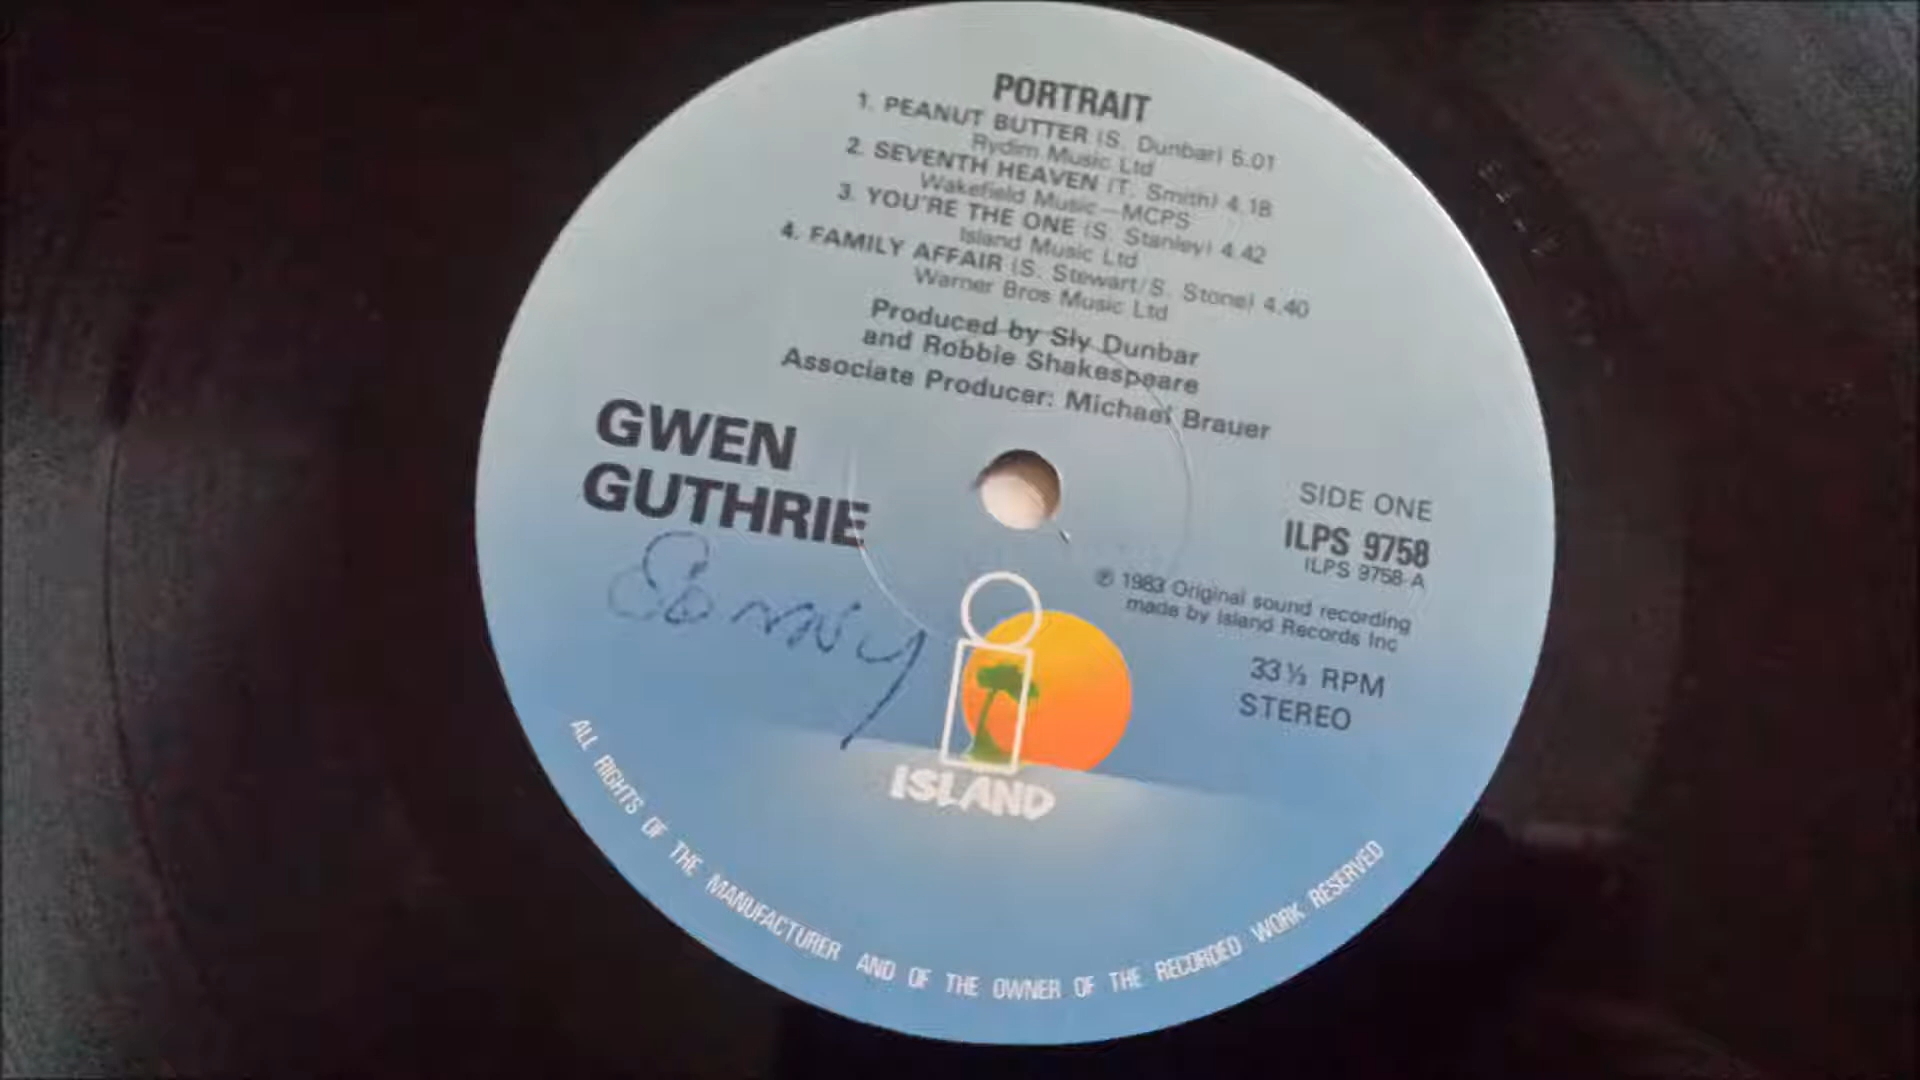 PORTRAIT
1. PEANUT BUTTER (S. Dunbar) 6.01
Rydim Music Ltd
2. SEVENTH HEAVEN (T. Smith) 4.18
Wakefield Music—MCPS
3. YOU'RE THE ONE (S. Stanley) 4.42
Island Music Ltd
4. FAMILY AFFAIR (S. Stewart/S. Stone) 4.40
Warner Bros Music Ltd
Produced by Sly Dunbar
and Robbie Shakespeare
Associate Producer: Michael Brauer
GWEN
GUTHRIE
Sonny
SIDE ONE
ILPS 9758
ILPS 9758 A
℗ 1983 Original sound recording
made by Island Records Inc
33⅓ RPM
STEREO
ISLAND
ALL RIGHTS OF THE MANUFACTURER AND OF THE OWNER OF THE RECORDED WORK RESERVED